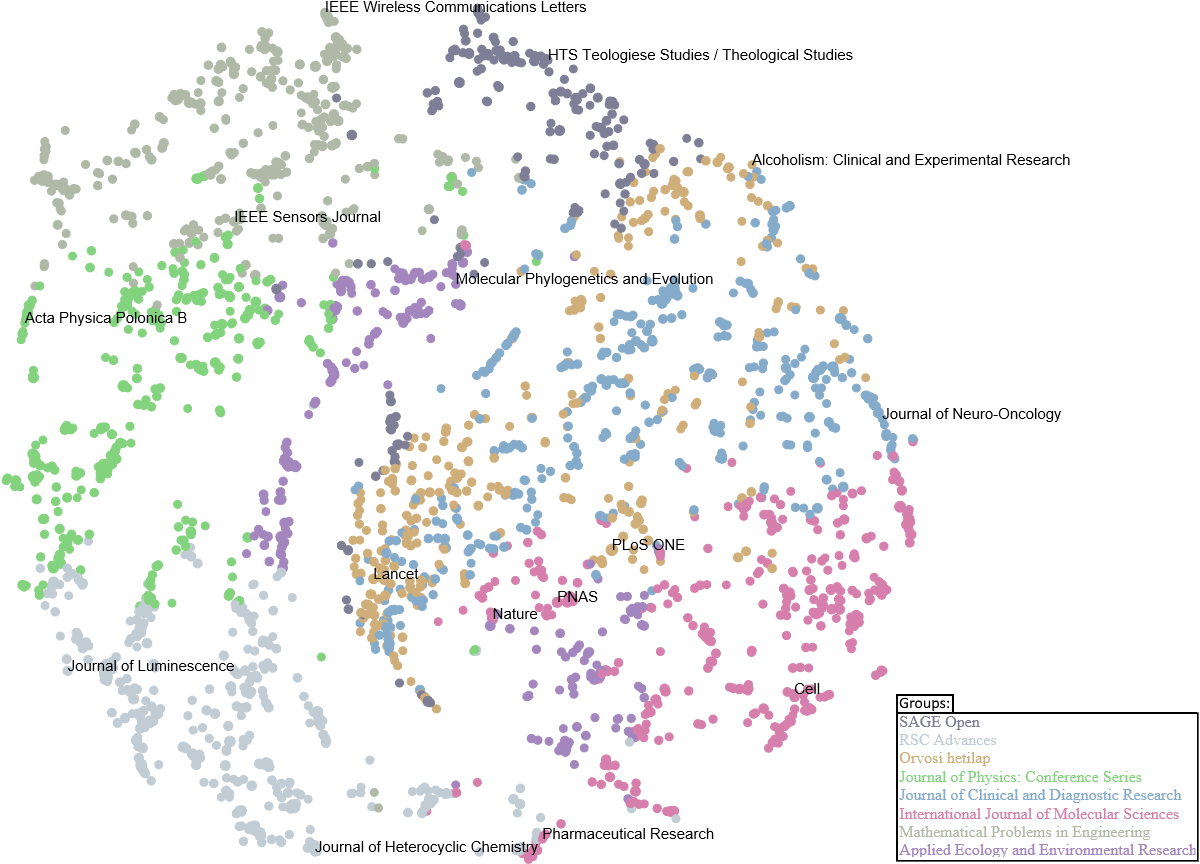 IEEE Wireless Communications Letters
HTS Teologiese Studies / Theological Studies
Alcoholism: Clinical and Experimental Research
IEEE Sensors Journal
Molecular Phylogenetics and Evolution
Acta Physica Polonica B
Journal of Neuro-Oncology
PLoS ONE
Lancet
PNAS
Nature
Journal of Luminescence
Cell
Pharmaceutical Research
Journal of Heterocyclic Chemistry
Groups:
SAGE Open
RSC Advances
Orvosi hetilap
Journal of Physics: Conference Series
Journal of Clinical and Diagnostic Research
International Journal of Molecular Sciences
Mathematical Problems in Engineering
Applied Ecology and Environmental Research